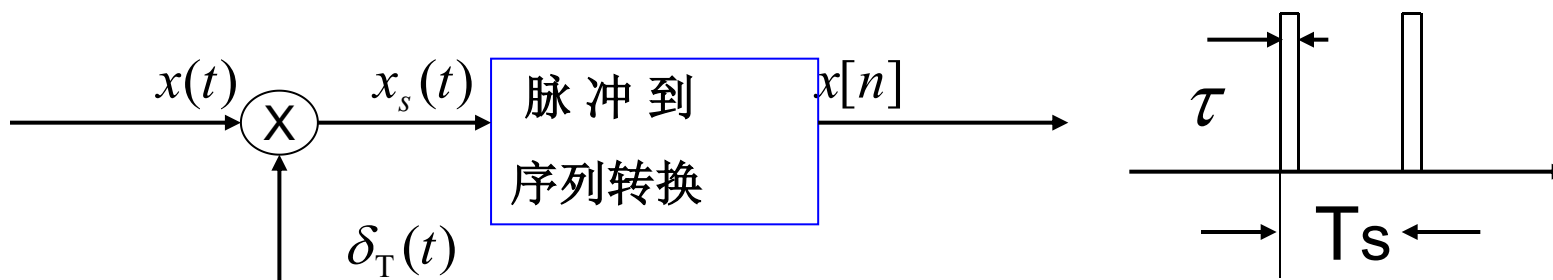 x(t)
X
x_s(t)
脉冲到
序列转换
x[n]
δ_T(t)
τ
Ts